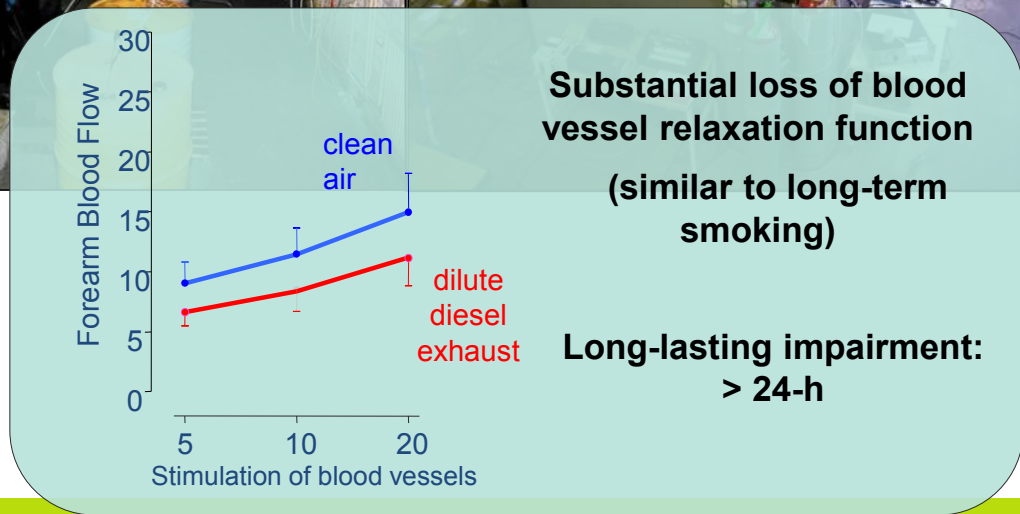 30
25
20
15
10
5
0
Forearm Blood Flow
clean
air
dilute
diesel
exhaust
5 10 20
Stimulation of blood vessels
Substantial loss of blood
vessel relaxation function
(similar to long-term
smoking)
Long-lasting impairment:
> 24-h